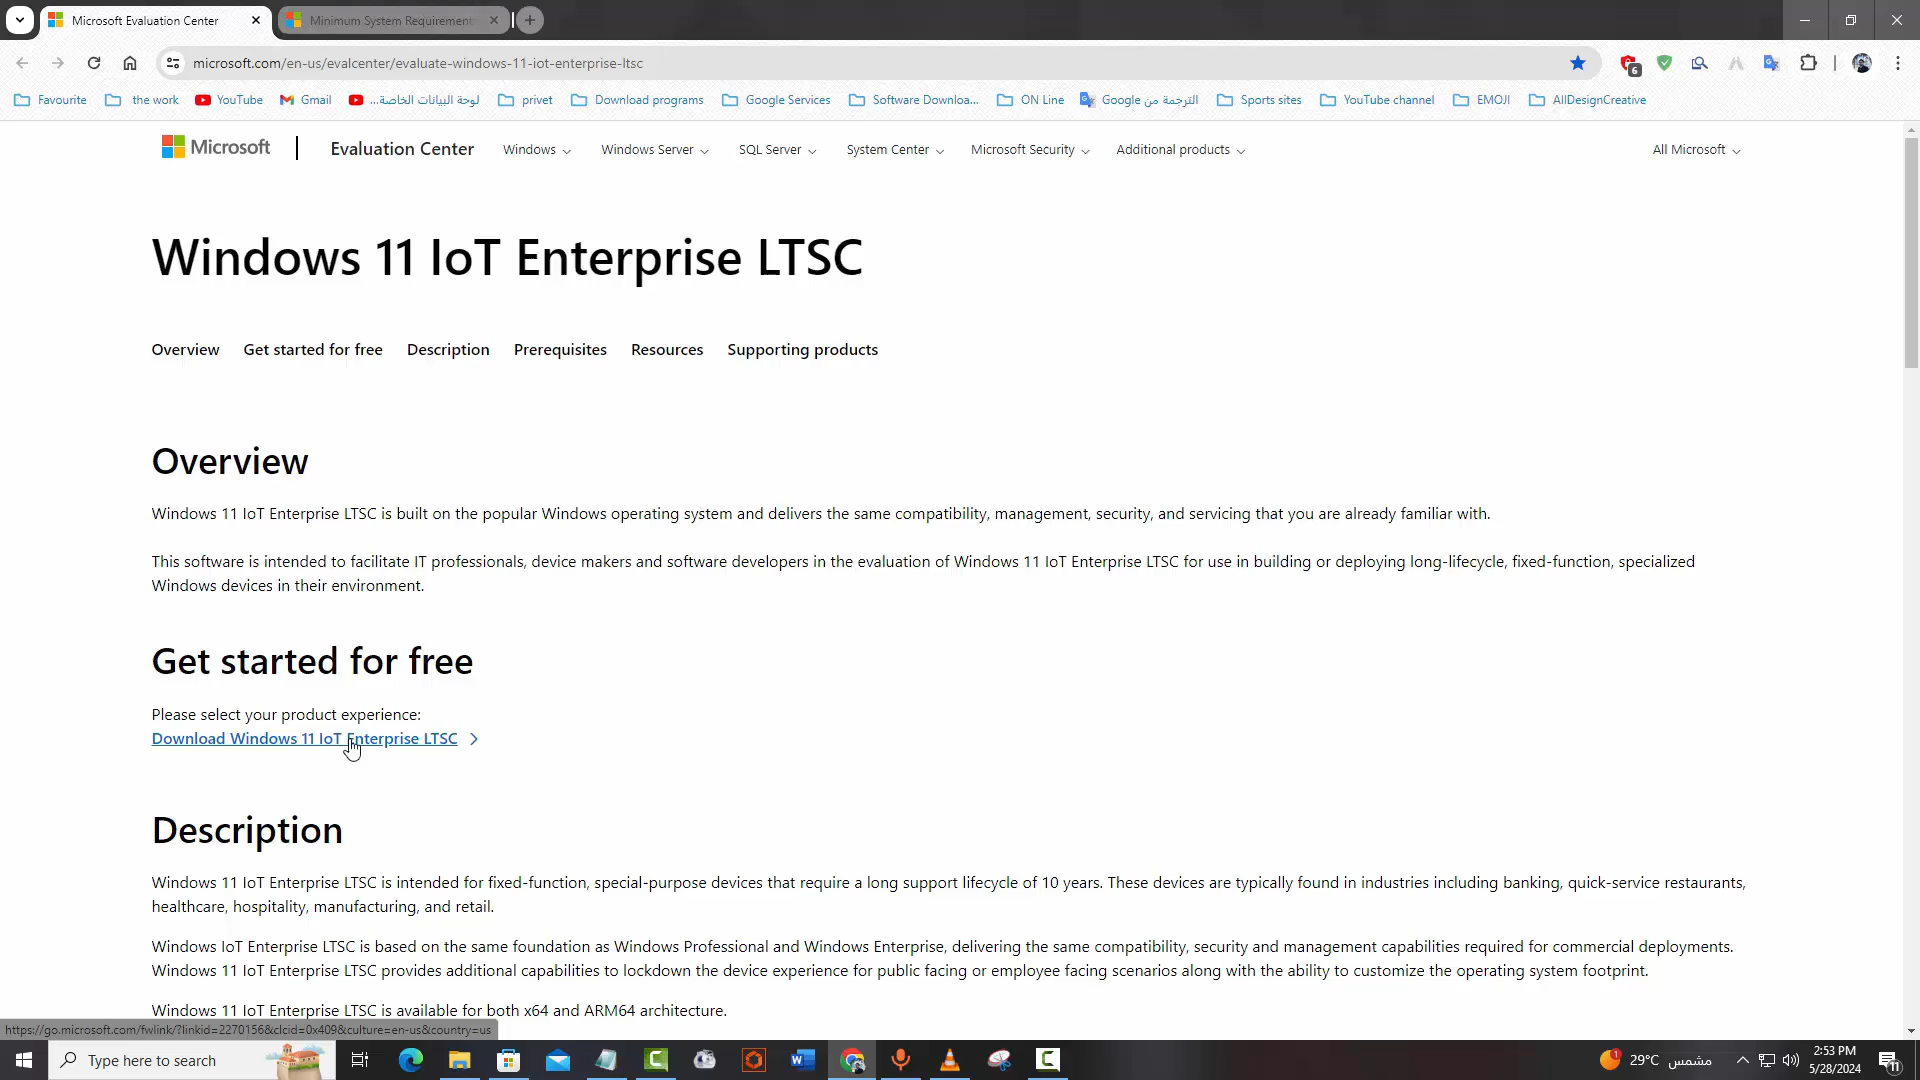 Microsoft Evaluation Center
Minimum System Requirement
microsoft.com/en-us/evalcenter/evaluate-windows-11-iot-enterprise-ltsc
6
Favourite
the work
YouTube
Gmail
لوحة البيانات الخاصة...
privet
Download programs
Google Services
Software Downloa...
ON Line
الترجمة من Google
Sports sites
YouTube channel
EMOJI
AllDesignCreative
Microsoft
Evaluation Center
Windows
Windows Server
SQL Server
System Center
Microsoft Security
Additional products
All Microsoft
Windows 11 IoT Enterprise LTSC
Overview
Get started for free
Description
Prerequisites
Resources
Supporting products
Overview
Windows 11 IoT Enterprise LTSC is built on the popular Windows operating system and delivers the same compatibility, management, security, and servicing that you are already familiar with.
This software is intended to facilitate IT professionals, device makers and software developers in the evaluation of Windows 11 IoT Enterprise LTSC for use in building or deploying long-lifecycle, fixed-function, specialized
Windows devices in their environment.
Get started for free
Please select your product experience:
Download Windows 11 IoT Enterprise LTSC
Description
Windows 11 IoT Enterprise LTSC is intended for fixed-function, special-purpose devices that require a long support lifecycle of 10 years. These devices are typically found in industries including banking, quick-service restaurants,
healthcare, hospitality, manufacturing, and retail.
Windows IoT Enterprise LTSC is based on the same foundation as Windows Professional and Windows Enterprise, delivering the same compatibility, security and management capabilities required for commercial deployments.
Windows 11 IoT Enterprise LTSC provides additional capabilities to lockdown the device experience for public facing or employee facing scenarios along with the ability to customize the operating system footprint.
Windows 11 IoT Enterprise LTSC is available for both x64 and ARM64 architecture.
https://go.microsoft.com/fwlink/?linkid=2270156&clcid=0x409&culture=en-us&country=us
Type here to search
1
29°C
مشمس
2:53 PM
5/28/2024
11